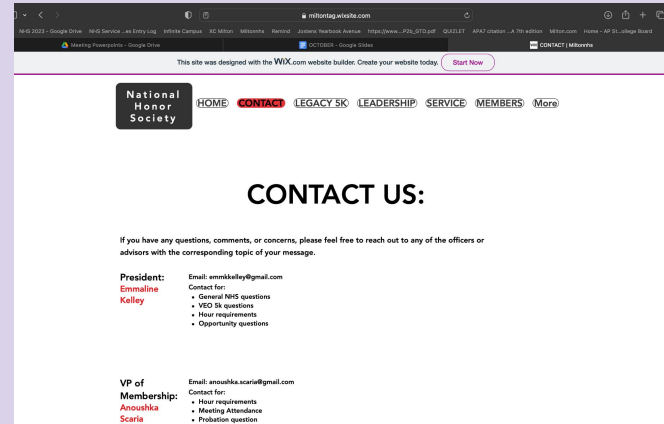 miltontag.wixsite.com
NHS 2023 - Google Drive NHS Service ...es Entry Log Infinite Campus XC Milton Miltonnhs Remind Jostens Yearbook Avenue https://www....P2b_GTD.pdf QUIZLET APA7 citation ...A 7th edition Milton.com Home - AP St...ollege Board
Meeting Powerpoints - Google Drive OCTOBER - Google Slides CONTACT | Miltonnhs
This site was designed with the WiX.com website builder. Create your website today. Start Now
National
Honor
Society
HOME CONTACT LEGACY 5K LEADERSHIP SERVICE MEMBERS More
CONTACT US:
If you have any questions, comments, or concerns, please feel free to reach out to any of the officers or
advisors with the corresponding topic of your message.
President:
Emmaline
Kelley
Email: emmkkelley@gmail.com
Contact for:
• General NHS questions
• VEO 5k questions
• Hour requirements
• Opportunity questions
VP of
Membership:
Anoushka
Scaria
Email: anoushka.scaria@gmail.com
Contact for:
• Hour requirements
• Meeting Attendance
• Probation question